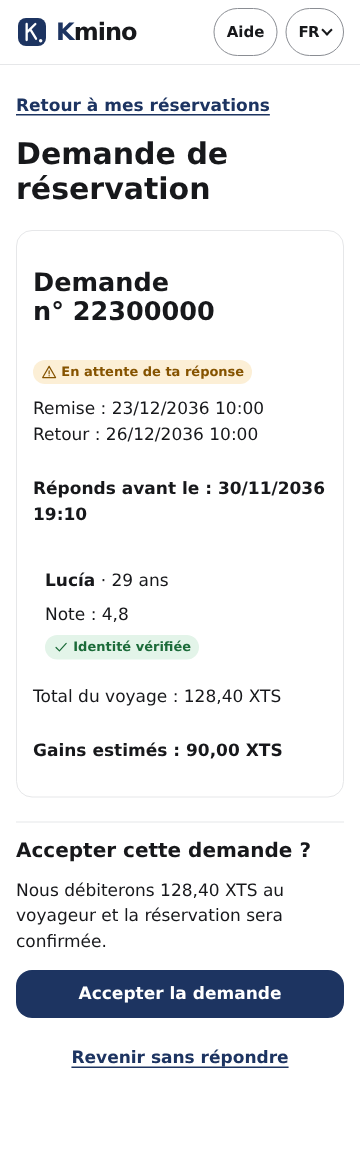 K. Kmino
Aide
FR
Retour à mes réservations
Demande de
réservation
Demande
n° 22300000
En attente de ta réponse
Remise : 23/12/2036 10:00
Retour : 26/12/2036 10:00
Réponds avant le : 30/11/2036
19:10
Lucía · 29 ans
Note : 4,8
Identité vérifiée
Total du voyage : 128,40 XTS
Gains estimés : 90,00 XTS
Accepter cette demande ?
Nous débiterons 128,40 XTS au
voyageur et la réservation sera
confirmée.
Accepter la demande
Revenir sans répondre